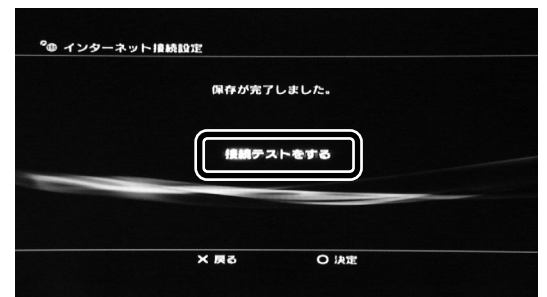 インターネット接続設定
保存が完了しました。
接続テストをする
✕ 戻る ○ 決定